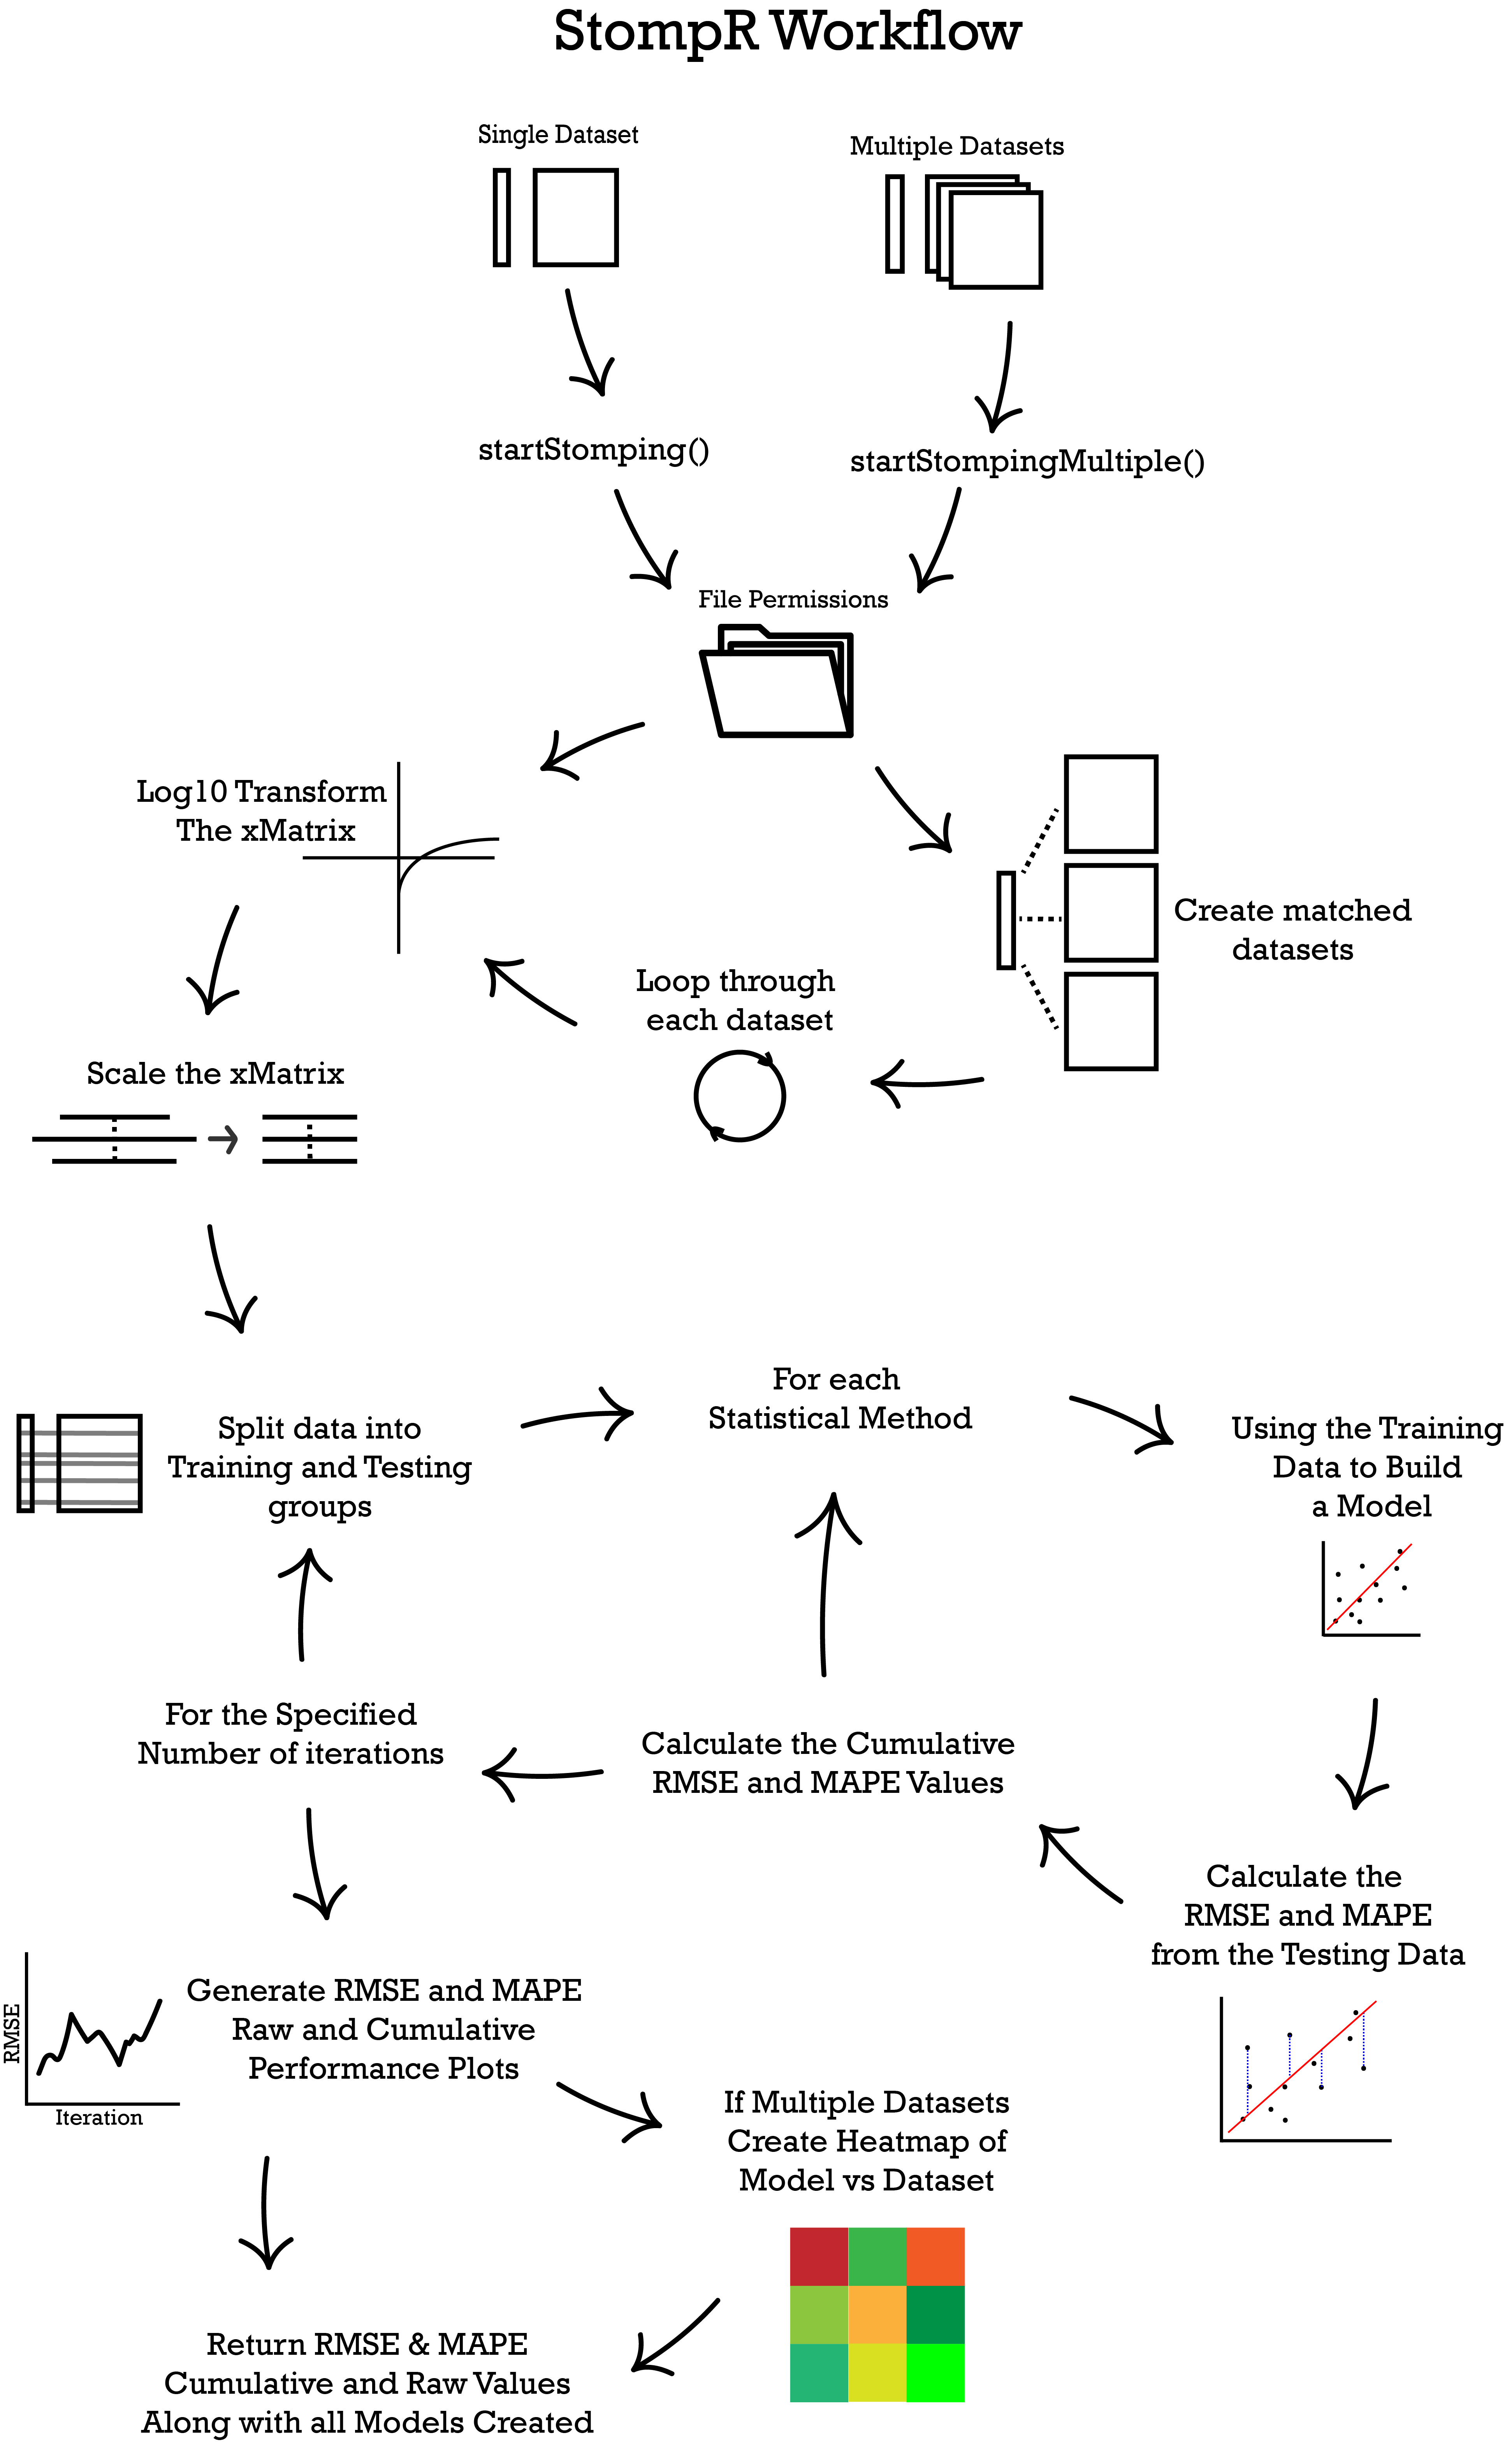 StompR Workflow
Single Dataset
Multiple Datasets
startStomping()
startStompingMultiple()
File Permissions
Log10 Transform
The xMatrix
Create matched
datasets
Loop through
each dataset
Scale the xMatrix
For each
Statistical Method
Split data into
Training and Testing
groups
Using the Training
Data to Build
a Model
For the Specified
Number of iterations
Calculate the Cumulative
RMSE and MAPE Values
Calculate the
RMSE and MAPE
from the Testing Data
Generate RMSE and MAPE
Raw and Cumulative
Performance Plots
RMSE
Iteration
If Multiple Datasets
Create Heatmap of
Model vs Dataset
Return RMSE & MAPE
Cumulative and Raw Values
Along with all Models Created